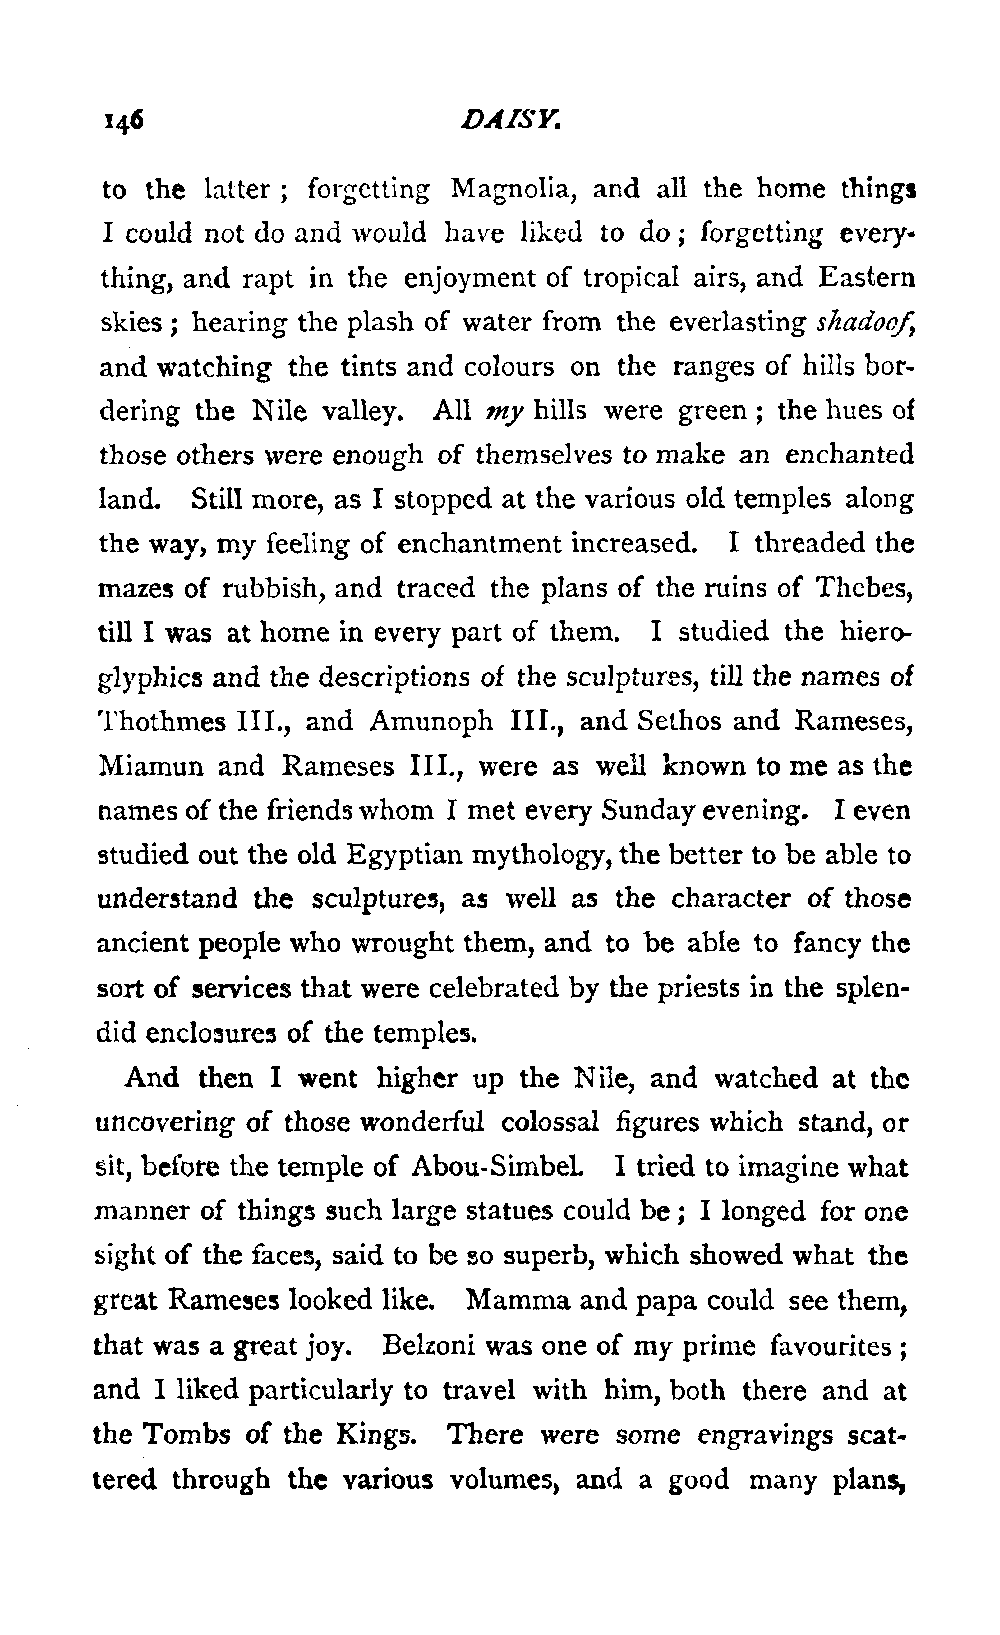 146 DAISY.
to the latter ; forgetting Magnolia, and all the home things
I could not do and would have liked to do ; forgetting every-
thing, and rapt in the enjoyment of tropical airs, and Eastern
skies ; hearing the plash of water from the everlasting shadoof,
and watching the tints and colours on the ranges of hills bor-
dering the Nile valley. All my hills were green ; the hues of
those others were enough of themselves to make an enchanted
land. Still more, as I stopped at the various old temples along
the way, my feeling of enchantment increased. I threaded the
mazes of rubbish, and traced the plans of the ruins of Thebes,
till I was at home in every part of them. I studied the hiero-
glyphics and the descriptions of the sculptures, till the names of
Thothmes III., and Amunoph III., and Sethos and Rameses,
Miamun and Rameses III., were as well known to me as the
names of the friends whom I met every Sunday evening. I even
studied out the old Egyptian mythology, the better to be able to
understand the sculptures, as well as the character of those
ancient people who wrought them, and to be able to fancy the
sort of services that were celebrated by the priests in the splen-
did enclosures of the temples.
And then I went higher up the Nile, and watched at the
uncovering of those wonderful colossal figures which stand, or
sit, before the temple of Abou-Simbel. I tried to imagine what
manner of things such large statues could be ; I longed for one
sight of the faces, said to be so superb, which showed what the
great Rameses looked like. Mamma and papa could see them,
that was a great joy. Belzoni was one of my prime favourites ;
and I liked particularly to travel with him, both there and at
the Tombs of the Kings. There were some engravings scat-
tered through the various volumes, and a good many plans,